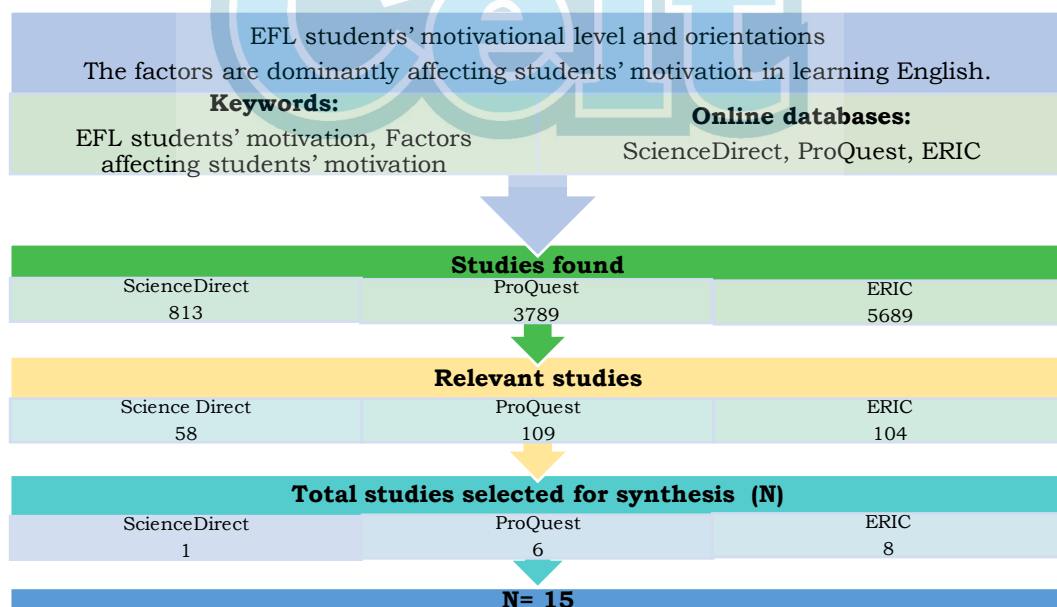 EFL students’ motivational level and orientations
The factors are dominantly affecting students’ motivation in learning English.
Keywords:
EFL students’ motivation, Factors
affecting students’ motivation
Online databases:
ScienceDirect, ProQuest, ERIC
Studies found
ScienceDirect
813
ProQuest
3789
ERIC
5689
Relevant studies
Science Direct
58
ProQuest
109
ERIC
104
Total studies selected for synthesis (N)
ScienceDirect
1
ProQuest
6
ERIC
8
N= 15